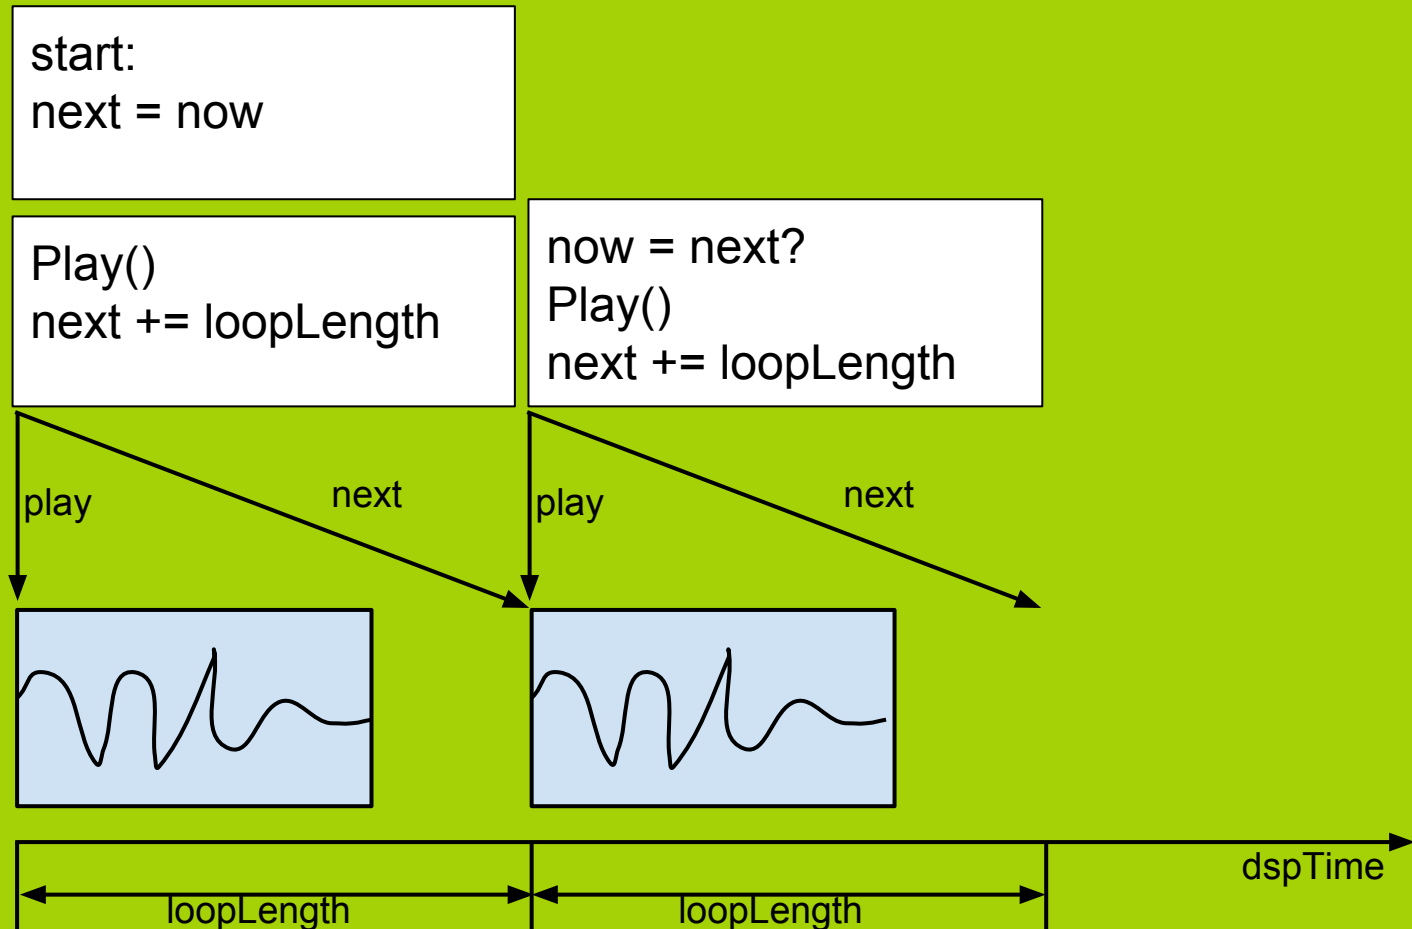 start:
next = now
Play()
next += loopLength
now = next?
Play()
next += loopLength
play
next
play
next
dspTime
loopLength
loopLength